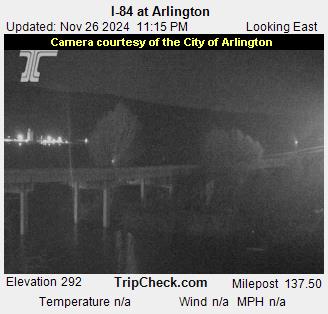 I-84 at Arlington
Updated: Nov 26 2024 11:15 PM Looking East
Camera courtesy of the City of Arlington
Elevation 292 TripCheck.com Milepost 137.50
Temperature n/a Wind n/a MPH n/a